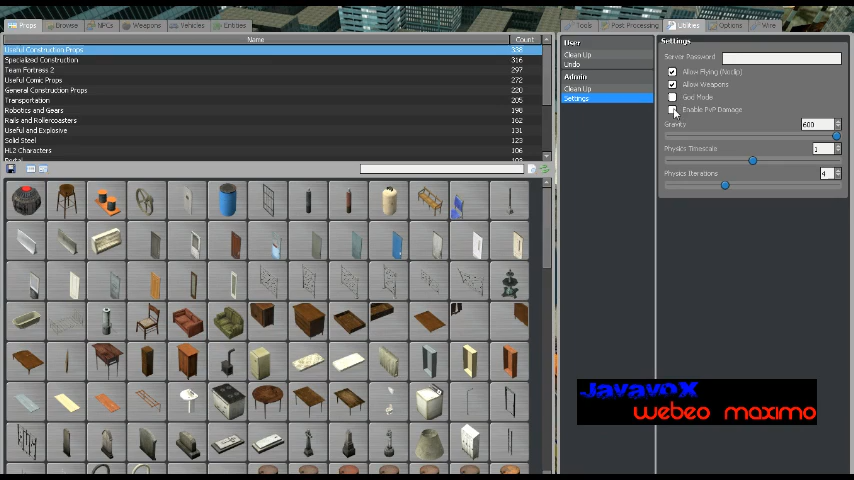 Props Browse NPCs Weapons Vehicles Entities
Name Count
Useful Construction Props 338
Specialized Construction 316
Team Fortress 2 297
Useful Comic Props 272
General Construction Props 220
Transportation 205
Robotics and Gears 198
Rails and Rollercoasters 162
Useful and Explosive 131
Solid Steel 123
HL2 Characters 106
Portal 103
Tools Post Processing Utilities Options Wire
User
Clean Up
Undo
Admin
Clean Up
Settings
Settings
Server Password
Allow Flying (Noclip)
Allow Weapons
God Mode
Enable PvP Damage
Gravity 600
Physics Timescale 1
Physics Iterations 4
Javavox
webeo maximo